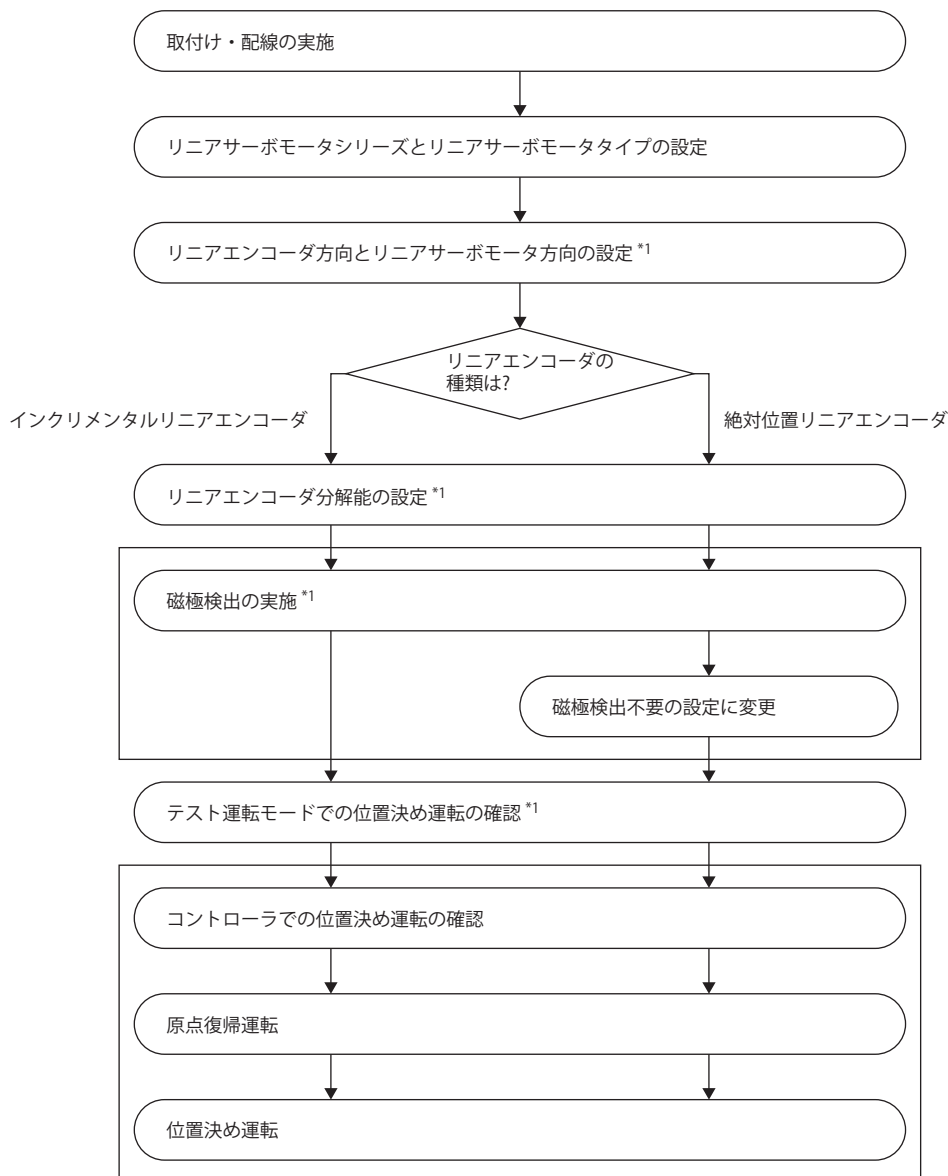 取付け・配線の実施
リニアサーボモータシリーズとリニアサーボモータタイプの設定
リニアエンコーダ方向とリニアサーボモータ方向の設定 *1
リニアエンコーダの
種類は?
インクリメンタルリニアエンコーダ
絶対位置リニアエンコーダ
リニアエンコーダ分解能の設定 *1
磁極検出の実施 *1
磁極検出不要の設定に変更
テスト運転モードでの位置決め運転の確認 *1
コントローラでの位置決め運転の確認
原点復帰運転
位置決め運転